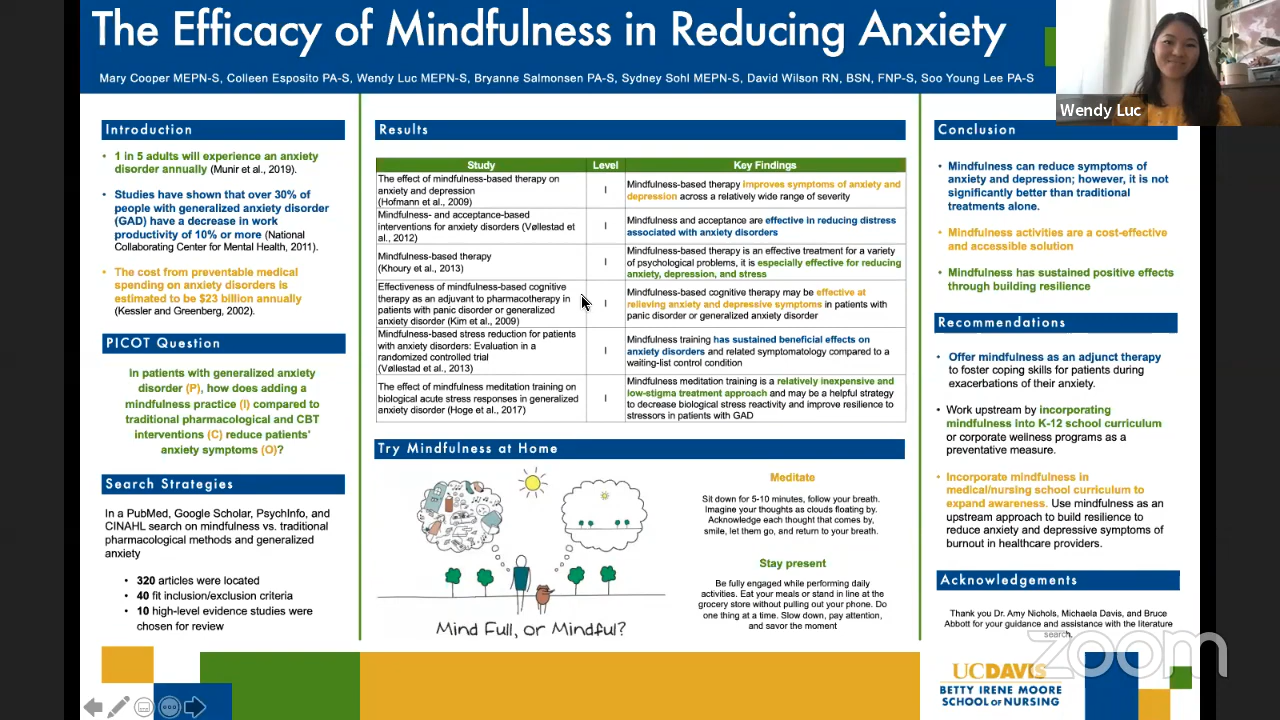 The Efficacy of Mindfulness in Reducing Anxiety
Mary Cooper MEPN-S, Colleen Esposito PA-S, Wendy Luc MEPN-S, Bryanne Salmonsen PA-S, Sydney Sohl MEPN-S, David Wilson RN, BSN, FNP-S, Soo Young Lee PA-S
Wendy Luc
Introduction
• 1 in 5 adults will experience an anxiety
disorder annually (Munir et al., 2019).
• Studies have shown that over 30% of
people with generalized anxiety disorder
(GAD) have a decrease in work
productivity of 10% or more (National
Collaborating Center for Mental Health, 2011).
• The cost from preventable medical
spending on anxiety disorders is
estimated to be $23 billion annually
(Kessler and Greenberg, 2002).
PICOT Question
In patients with generalized anxiety
disorder (P), how does adding a
mindfulness practice (I) compared to
traditional pharmacological and CBT
interventions (C) reduce patients'
anxiety symptoms (O)?
Search Strategies
In a PubMed, Google Scholar, PsychInfo, and
CINAHL search on mindfulness vs. traditional
pharmacological methods and generalized
anxiety
• 320 articles were located
• 40 fit inclusion/exclusion criteria
• 10 high-level evidence studies were
chosen for review
Results
Study Level Key Findings
The effect of mindfulness-based therapy on
anxiety and depression
(Hofmann et al., 2009)
I
Mindfulness-based therapy improves symptoms of anxiety and
depression across a relatively wide range of severity
Mindfulness- and acceptance-based
interventions for anxiety disorders (Vøllestad et
al., 2012)
I
Mindfulness and acceptance are effective in reducing distress
associated with anxiety disorders
Mindfulness-based therapy
(Khoury et al., 2013)
I
Mindfulness-based therapy is an effective treatment for a variety
of psychological problems, it is especially effective for reducing
anxiety, depression, and stress
Effectiveness of mindfulness-based cognitive
therapy as an adjuvant to pharmacotherapy in
patients with panic disorder or generalized
anxiety disorder (Kim et al., 2009)
I
Mindfulness-based cognitive therapy may be effective at
relieving anxiety and depressive symptoms in patients with
panic disorder or generalized anxiety disorder
Mindfulness-based stress reduction for patients
with anxiety disorders: Evaluation in a
randomized controlled trial
(Vøllestad et al., 2013)
I
Mindfulness training has sustained beneficial effects on
anxiety disorders and related symptomatology compared to a
waiting-list control condition
The effect of mindfulness meditation training on
biological acute stress responses in generalized
anxiety disorder (Hoge et al., 2017)
I
Mindfulness meditation training is a relatively inexpensive and
low-stigma treatment approach and may be a helpful strategy
to decrease biological stress reactivity and improve resilience to
stressors in patients with GAD
Try Mindfulness at Home
Mind Full, or Mindful?
Meditate
Sit down for 5-10 minutes, follow your breath.
Imagine your thoughts as clouds floating by.
Acknowledge each thought that comes by,
smile, let them go, and return to your breath.
Stay present
Be fully engaged while performing daily
activities. Eat your meals or stand in line at the
grocery store without pulling out your phone. Do
one thing at a time. Slow down, pay attention,
and savor the moment
Conclusion
• Mindfulness can reduce symptoms of
anxiety and depression; however, it is not
significantly better than traditional
treatments alone.
• Mindfulness activities are a cost-effective
and accessible solution
• Mindfulness has sustained positive effects
through building resilience
Recommendations
• Offer mindfulness as an adjunct therapy
to foster coping skills for patients during
exacerbations of their anxiety.
• Work upstream by incorporating
mindfulness into K-12 school curriculum
or corporate wellness programs as a
preventative measure.
• Incorporate mindfulness in
medical/nursing school curriculum to
expand awareness. Use mindfulness as an
upstream approach to build resilience to
reduce anxiety and depressive symptoms of
burnout in healthcare providers.
Acknowledgements
Thank you Dr. Amy Nichols, Michaela Davis, and Bruce
Abbott for your guidance and assistance with the literature
search.
zoom
UCDAVIS
BETTY IRENE MOORE
SCHOOL OF NURSING